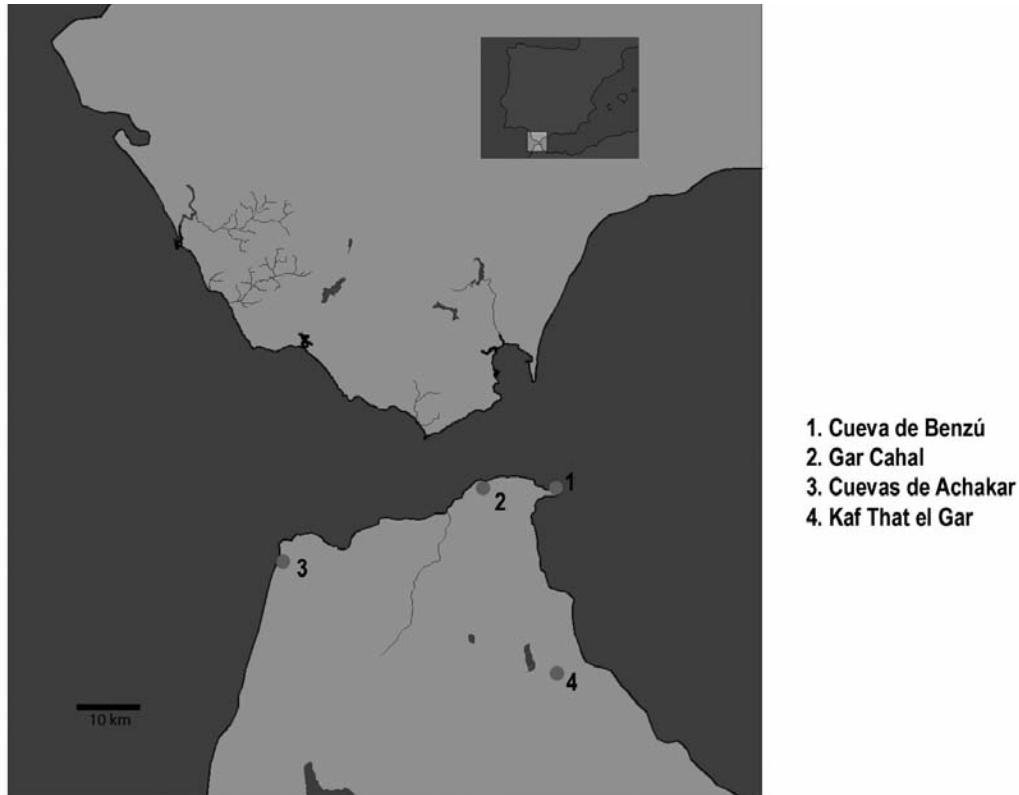 1
2
3
4
10 km
1. Cueva de Benzú
2. Gar Cahal
3. Cuevas de Achakar
4. Kaf That el Gar